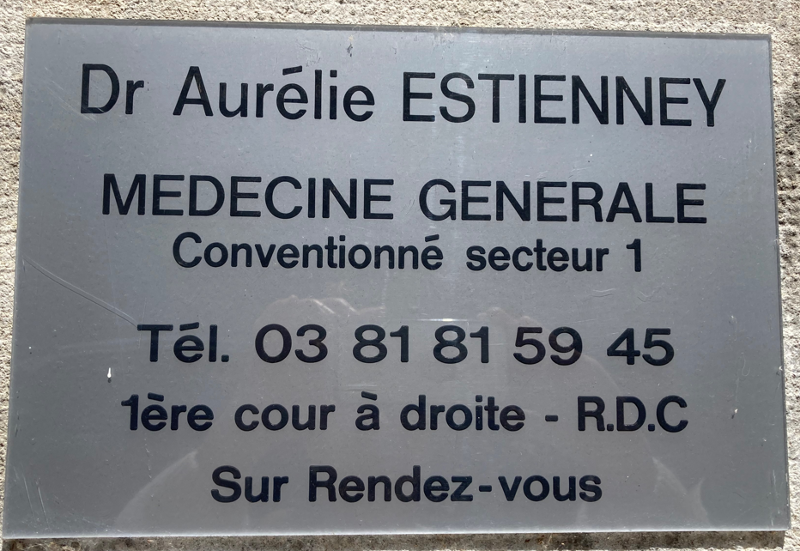 Dr Aurélie ESTIENNEY
MEDECINE GENERALE
Conventionné secteur 1
Tél. 03 81 81 59 45
1ère cour à droite - R.D.C
Sur Rendez-vous